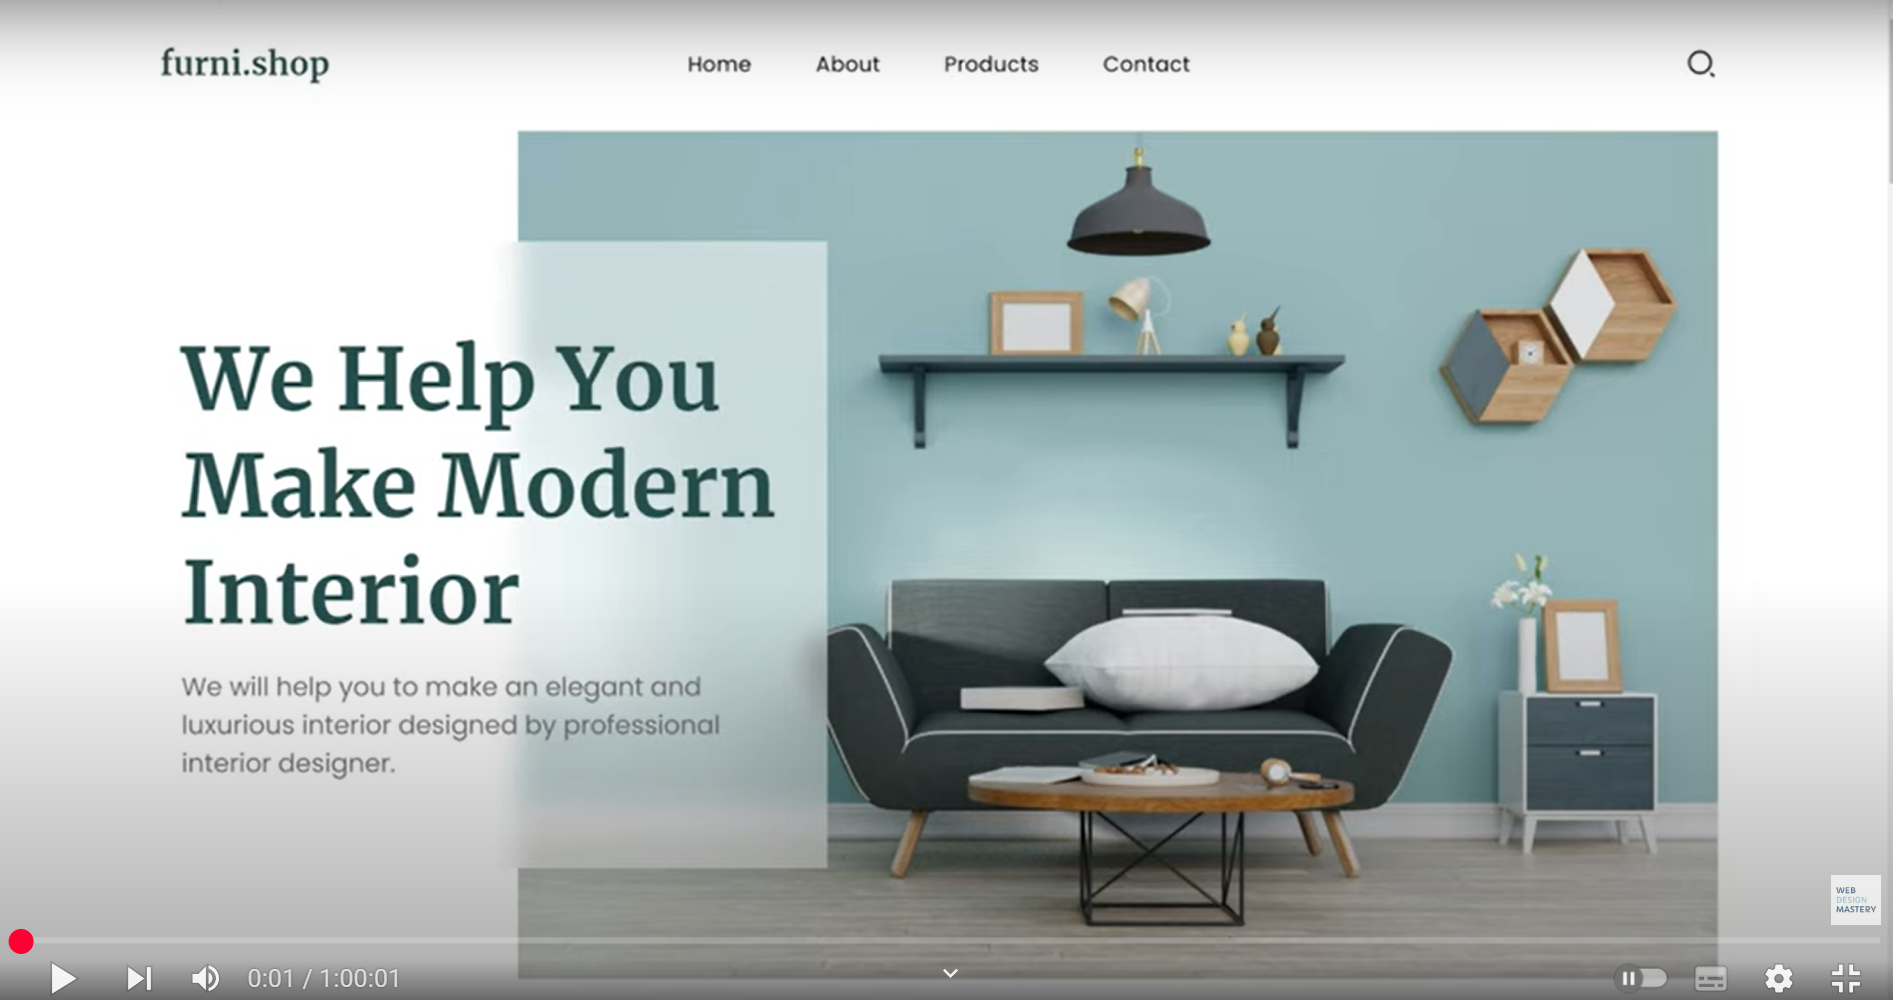 furni.shop
Home About Products Contact
We Help You
Make Modern
Interior
We will help you to make an elegant and
luxurious interior designed by professional
interior designer.
WEB
DESIGN
MASTERY
0:01 / 1:00:01